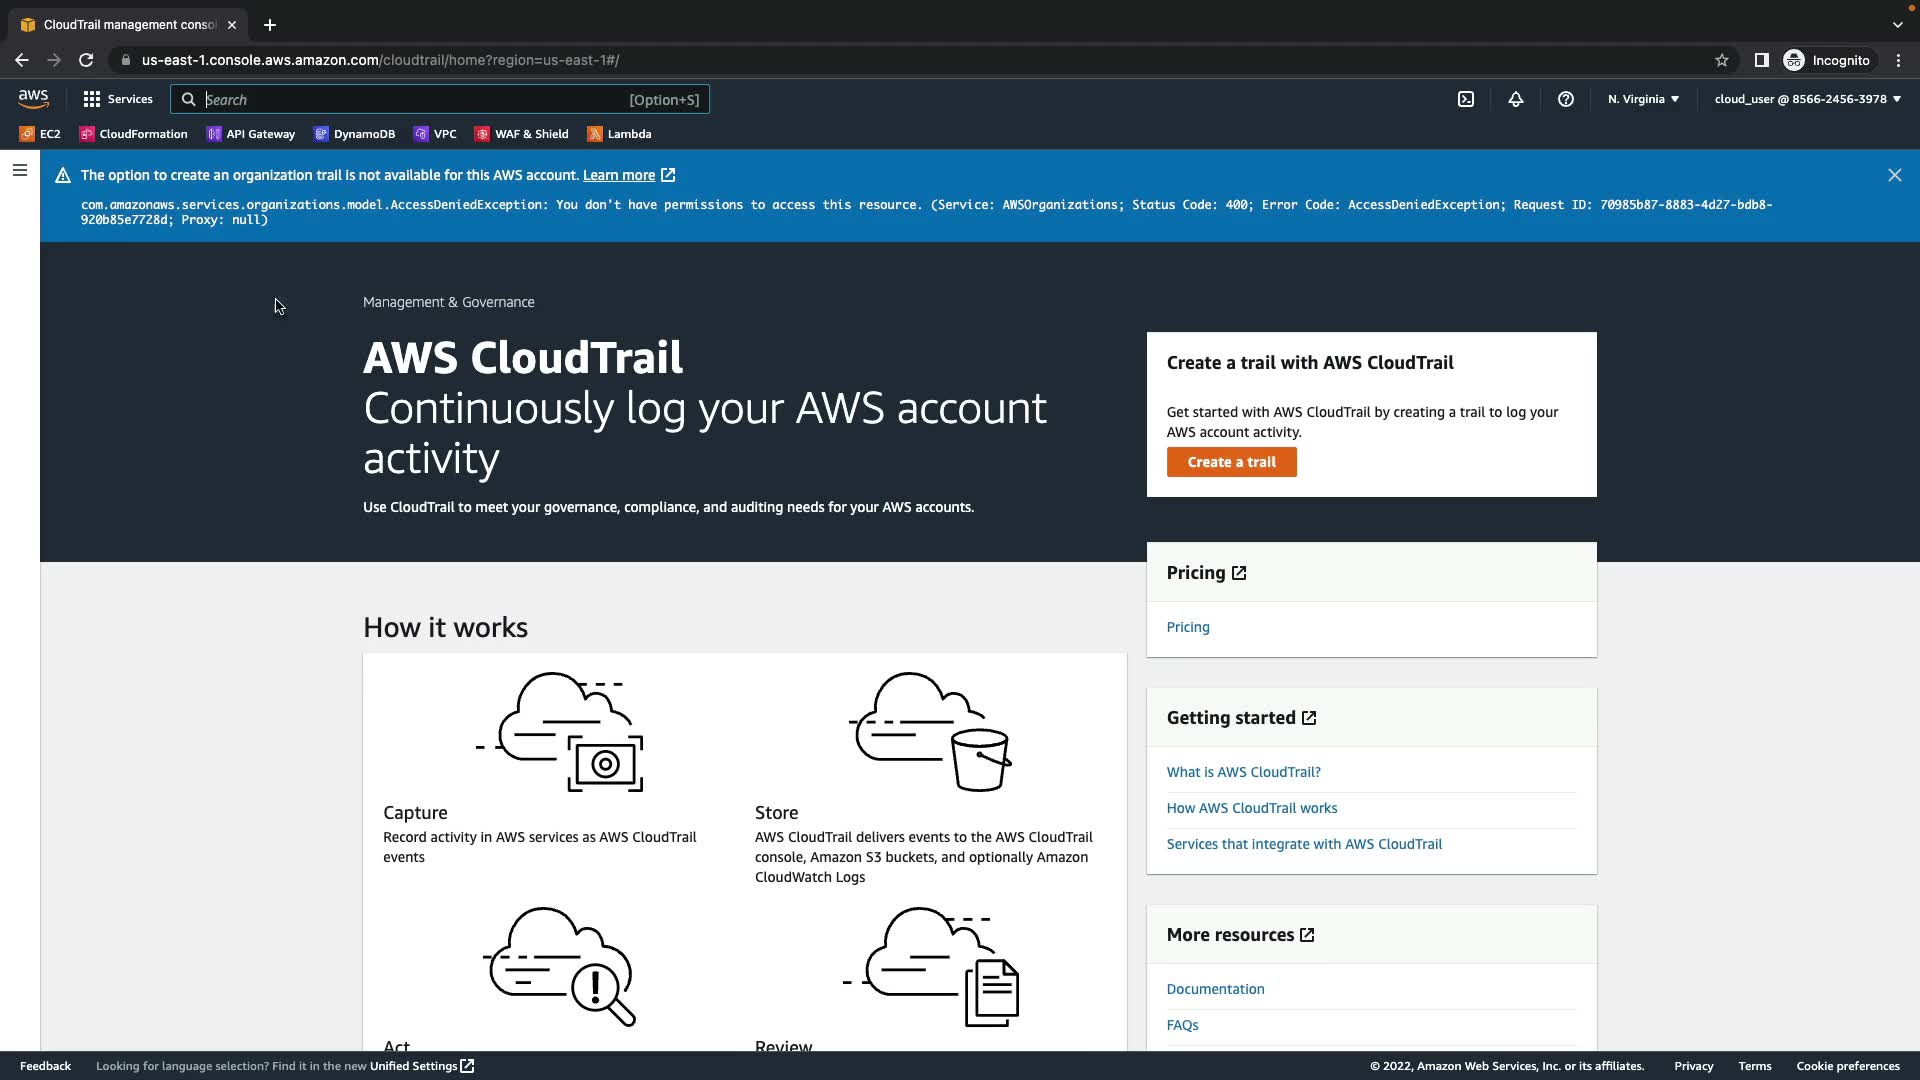 CloudTrail management conso
us-east-1.console.aws.amazon.com/cloudtrail/home?region=us-east-1#/
Incognito
aws
Services
Search
[Option+S]
N. Virginia
cloud_user @ 8566-2456-3978
EC2
CloudFormation
API Gateway
DynamoDB
VPC
WAF & Shield
Lambda
The option to create an organization trail is not available for this AWS account. Learn more
com.amazonaws.services.organizations.model.AccessDeniedException: You don't have permissions to access this resource. (Service: AWSOrganizations; Status Code: 400; Error Code: AccessDeniedException; Request ID: 70985b87-8883-4d27-bdb8-
920b85e7728d; Proxy: null)
Management & Governance
AWS CloudTrail
Continuously log your AWS account
activity
Use CloudTrail to meet your governance, compliance, and auditing needs for your AWS accounts.
Create a trail with AWS CloudTrail
Get started with AWS CloudTrail by creating a trail to log your
AWS account activity.
Create a trail
Pricing
Pricing
How it works
Capture
Record activity in AWS services as AWS CloudTrail
events
Store
AWS CloudTrail delivers events to the AWS CloudTrail
console, Amazon S3 buckets, and optionally Amazon
CloudWatch Logs
Act
Review
Getting started
What is AWS CloudTrail?
How AWS CloudTrail works
Services that integrate with AWS CloudTrail
More resources
Documentation
FAQs
Feedback
Looking for language selection? Find it in the new Unified Settings
© 2022, Amazon Web Services, Inc. or its affiliates.
Privacy
Terms
Cookie preferences